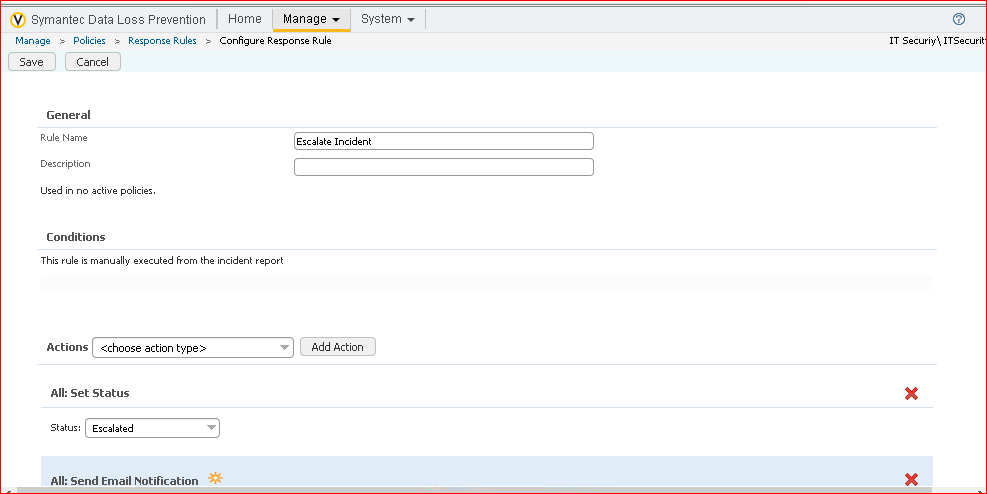 Symantec Data Loss Prevention Home Manage System
Manage > Policies > Response Rules > Configure Response Rule IT Securiy\ ITSecurit
Save Cancel
General
Rule Name Escalate Incident
Description
Used in no active policies.
Conditions
This rule is manually executed from the incident report
Actions <choose action type> Add Action
All: Set Status
Status: Escalated
All: Send Email Notification